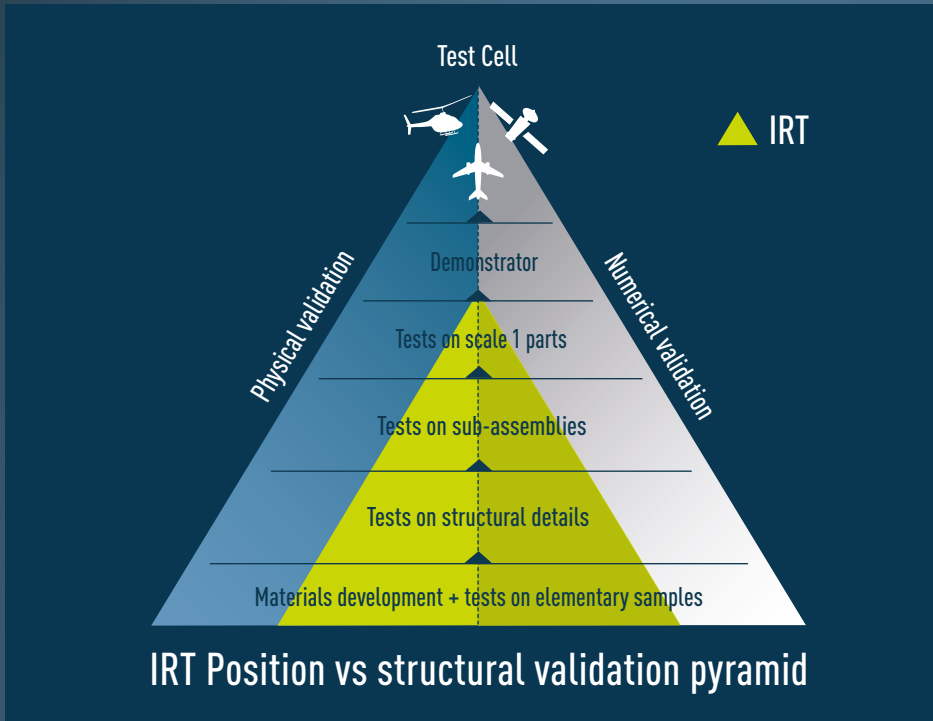 Test Cell
IRT
Physical validation
Numerical validation
Demonstrator
Tests on scale 1 parts
Tests on sub-assemblies
Tests on structural details
Materials development + tests on elementary samples
IRT Position vs structural validation pyramid